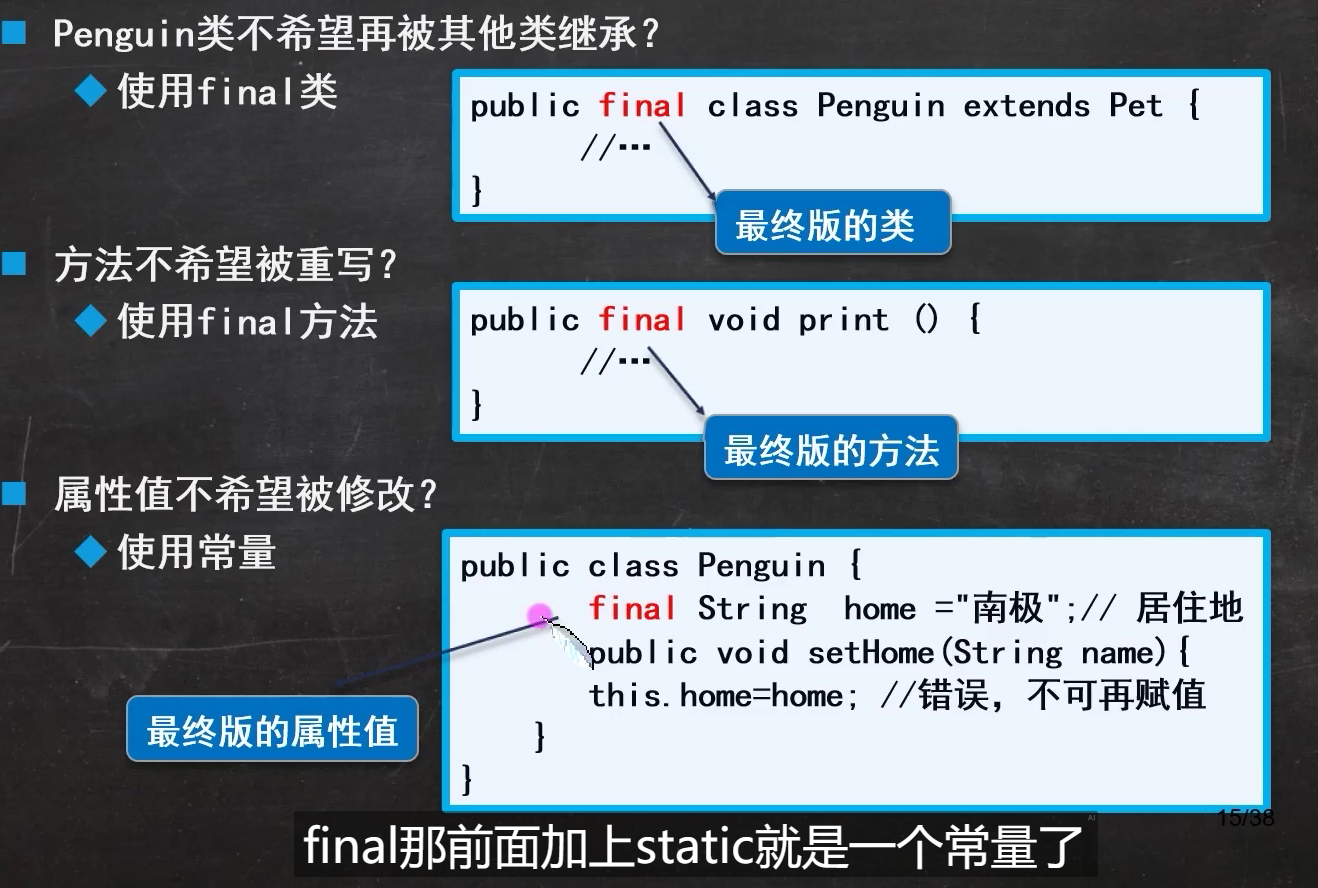 Penguin类不希望再被其他类继承？
使用final类
public final class Penguin extends Pet {
//…
}
最终版的类
方法不希望被重写？
使用final方法
public final void print () {
//…
}
最终版的方法
属性值不希望被修改？
使用常量
public class Penguin {
final String home ="南极";// 居住地
public void setHome(String name){
this.home=home; //错误，不可再赋值
}
}
最终版的属性值
15/38
AI
final那前面加上static就是一个常量了